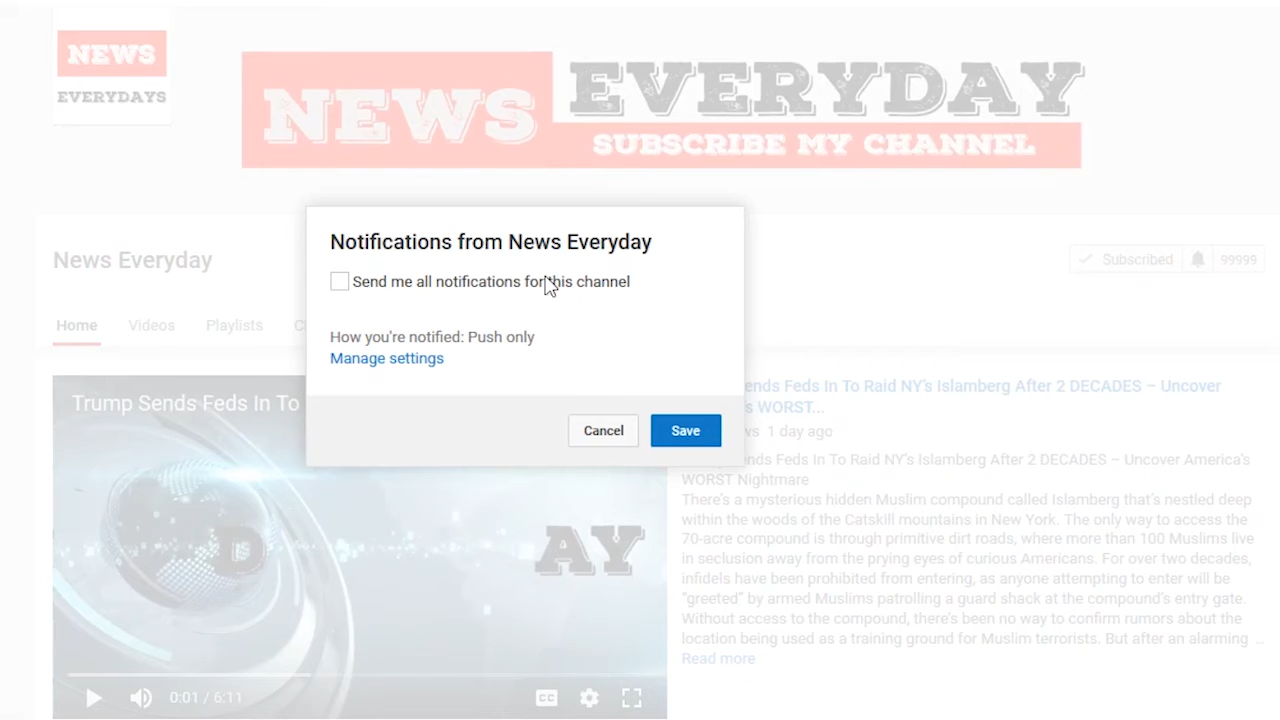 NEWS
EVERYDAYS
NEWS
EVERYDAY
SUBSCRIBE MY CHANNEL
Notifications from News Everyday
Send me all notifications for this channel
How you're notified: Push only
Manage settings
Cancel
Save
News Everyday
Subscribed
99999
Home
Videos
Playlists
C
Trump Sends Feds In To
D
AY
0:01 / 6:11
CC
ends Feds In To Raid NY's Islamberg After 2 DECADES – Uncover
s WORST...
ws 1 day ago
ends Feds In To Raid NY's Islamberg After 2 DECADES – Uncover America's
WORST Nightmare
There's a mysterious hidden Muslim compound called Islamberg that's nestled deep
within the woods of the Catskill mountains in New York. The only way to access the
70-acre compound is through primitive dirt roads, where more than 100 Muslims live
in seclusion away from the prying eyes of curious Americans. For over two decades,
infidels have been prohibited from entering, as anyone attempting to enter will be
"greeted" by armed Muslims patrolling a guard shack at the compound's entry gate.
Without access to the compound, there's been no way to confirm rumors about the
location being used as a training ground for Muslim terrorists. But after an alarming ...
Read more